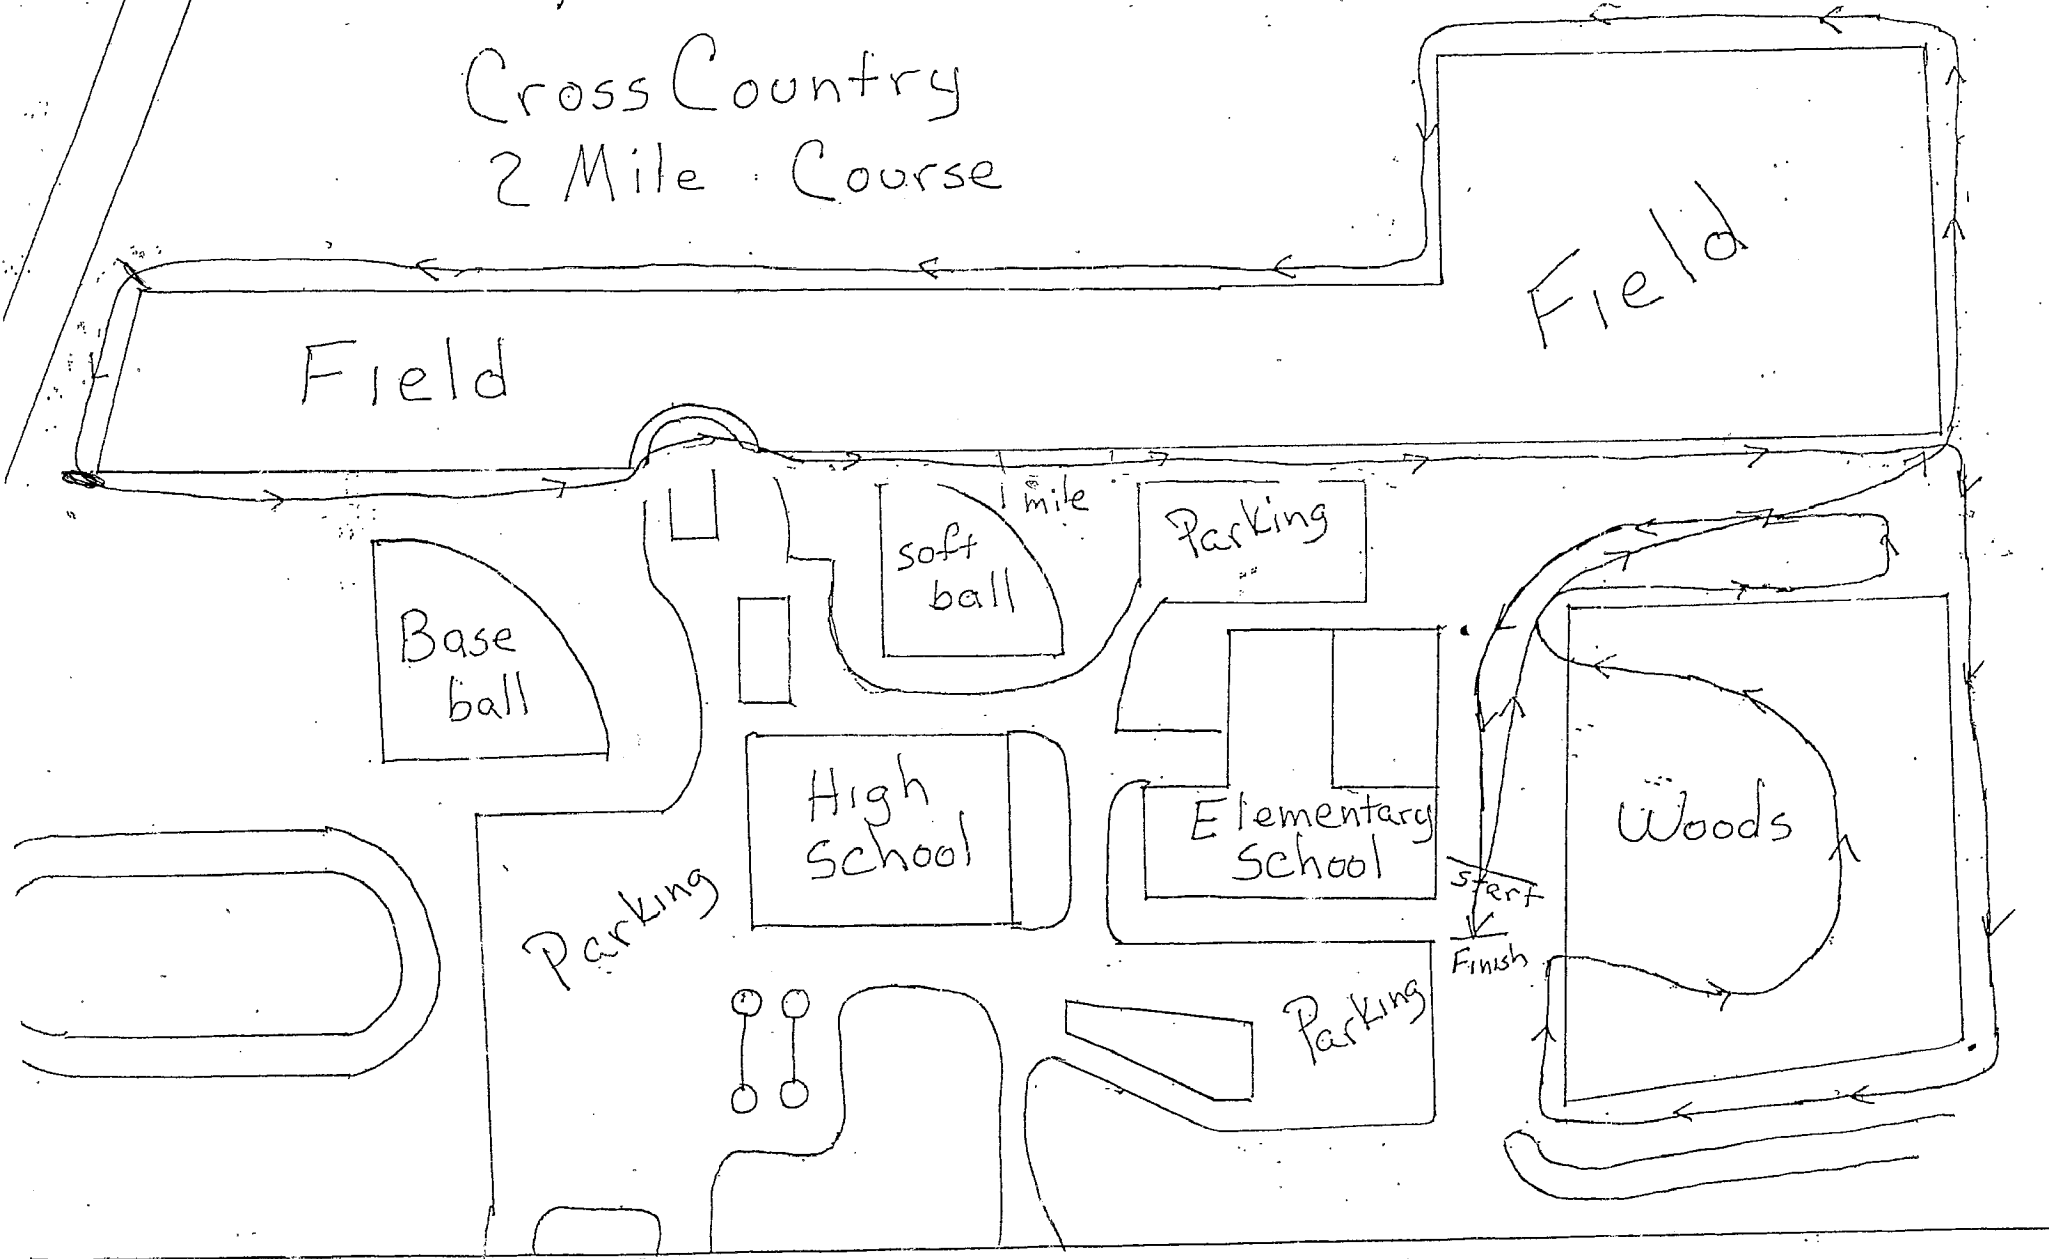 Cross Country
2 Mile Course
Field
Field
1 mile
Parking
soft
ball
Base
ball
High
School
Elementary
School
Woods
Start
Finish
Parking
Parking